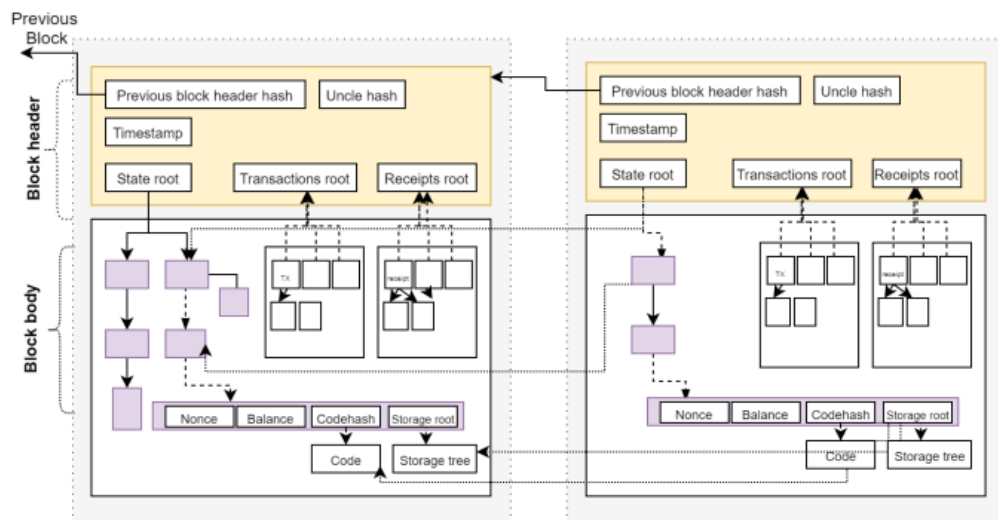 Previous
Block
Block header
Previous block header hash
Uncle hash
Timestamp
State root
Transactions root
Receipts root
Block body
TX
receipt
Nonce
Balance
Codehash
Storage root
Code
Storage tree
Previous block header hash
Uncle hash
Timestamp
State root
Transactions root
Receipts root
TX
receipt
Nonce
Balance
Codehash
Storage root
Code
Storage tree